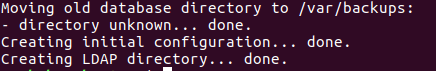 Moving old database directory to /var/backups:
- directory unknown... done.
Creating initial configuration... done.
Creating LDAP directory... done.